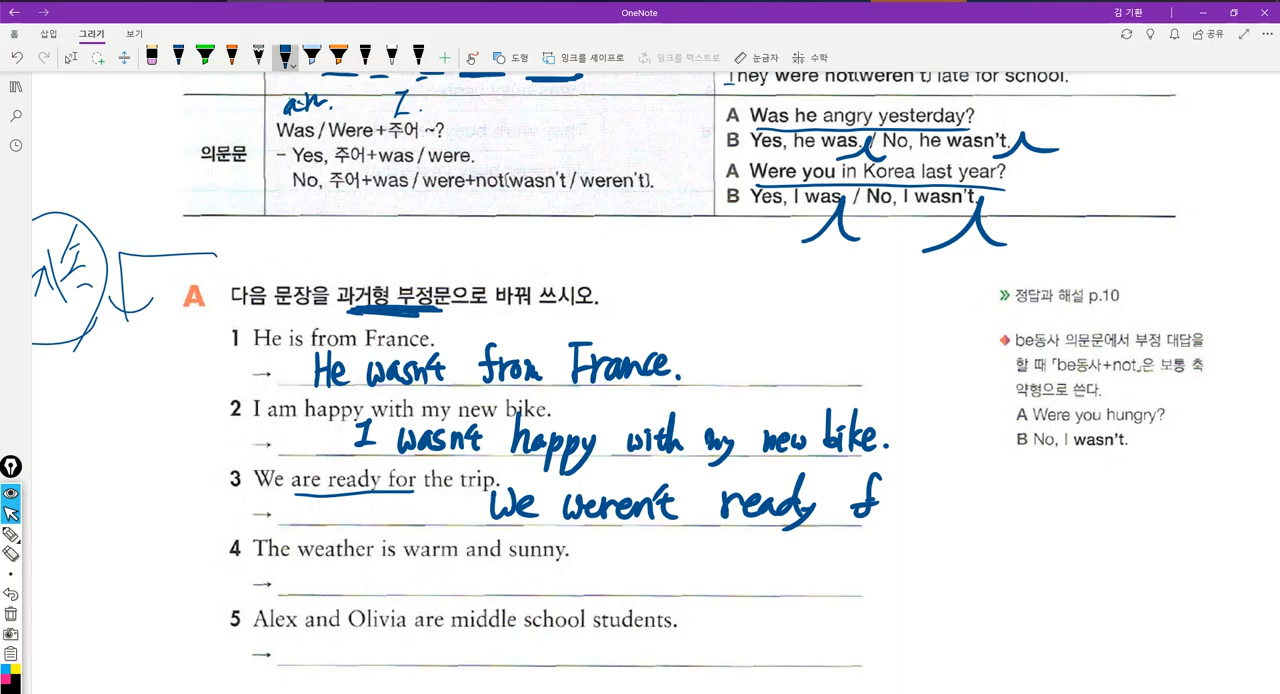 OneNote
김 기환
홈 삽입 그리기 보기
공유
도형 잉크를 셰이프로 잉크를 텍스트로 눈금자 수학
They were not(weren't) late for school.
의문문
Was / Were+주어 ~?
– Yes, 주어+was / were.
No, 주어+was / were+not(wasn't / weren't).
I
A Was he angry yesterday?
B Yes, he was. / No, he wasn't.
A Were you in Korea last year?
B Yes, I was. / No, I wasn't.
A 다음 문장을 과거형 부정문으로 바꿔 쓰시오.
1 He is from France.
→ He wasn't from France.
2 I am happy with my new bike.
→ I wasn't happy with my new bike.
3 We are ready for the trip.
→ We weren't ready f
4 The weather is warm and sunny.
→
5 Alex and Olivia are middle school students.
→
정답과 해설 p.10
be동사 의문문에서 부정 대답을
할 때 「be동사+not」은 보통 축
약형으로 쓴다.
A Were you hungry?
B No, I wasn't.